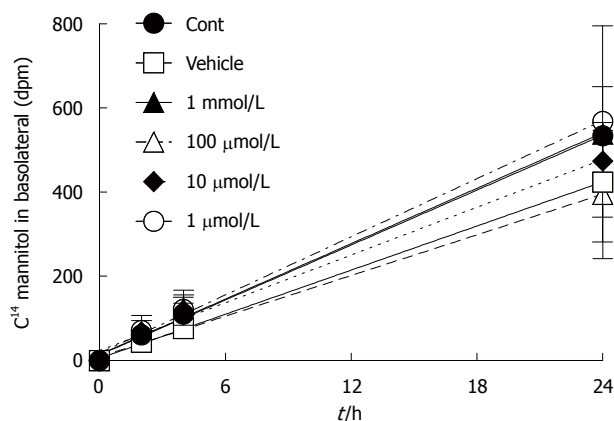 800
600
400
200
0
C¹⁴ mannitol in basolateral (dpm)
Cont
Vehicle
1 mmol/L
100 μmol/L
10 μmol/L
1 μmol/L
0 6 12 18 24
t/h